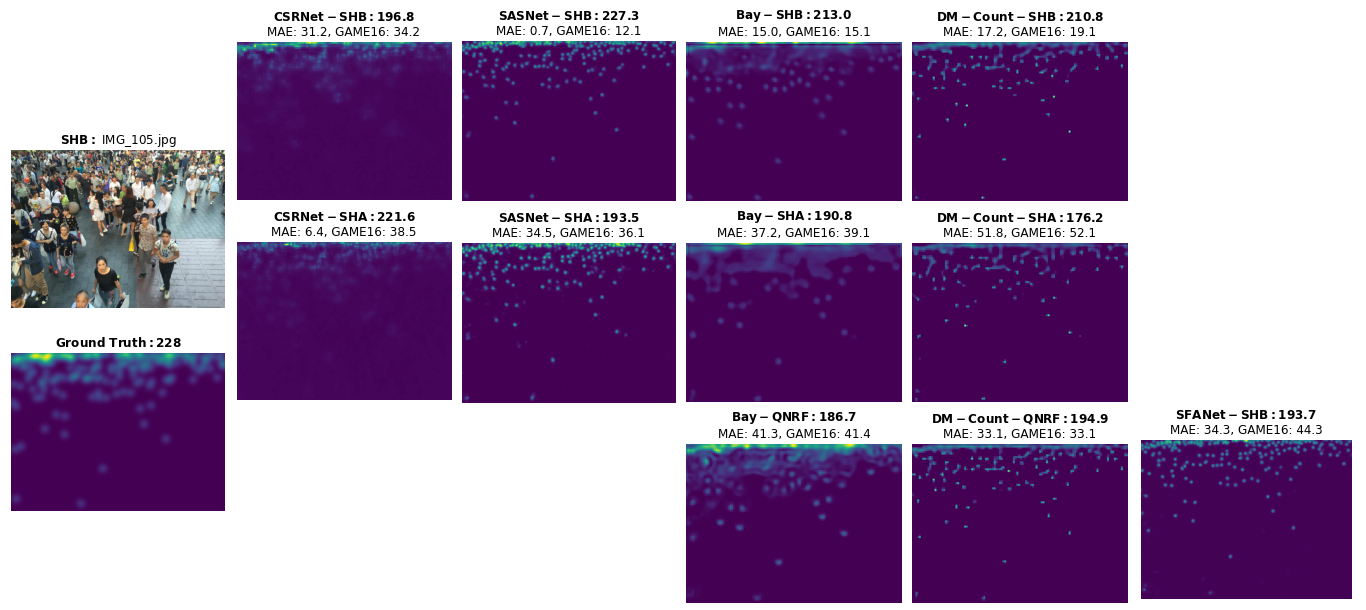 CSRNet−SHB: 196.8
MAE: 31.2, GAME16: 34.2
SASNet−SHB: 227.3
MAE: 0.7, GAME16: 12.1
Bay−SHB: 213.0
MAE: 15.0, GAME16: 15.1
DM−Count−SHB: 210.8
MAE: 17.2, GAME16: 19.1
SHB: IMG_105.jpg
CSRNet−SHA: 221.6
MAE: 6.4, GAME16: 38.5
SASNet−SHA: 193.5
MAE: 34.5, GAME16: 36.1
Bay−SHA: 190.8
MAE: 37.2, GAME16: 39.1
DM−Count−SHA: 176.2
MAE: 51.8, GAME16: 52.1
Ground Truth: 228
Bay−QNRF: 186.7
MAE: 41.3, GAME16: 41.4
DM−Count−QNRF: 194.9
MAE: 33.1, GAME16: 33.1
SFANet−SHB: 193.7
MAE: 34.3, GAME16: 44.3